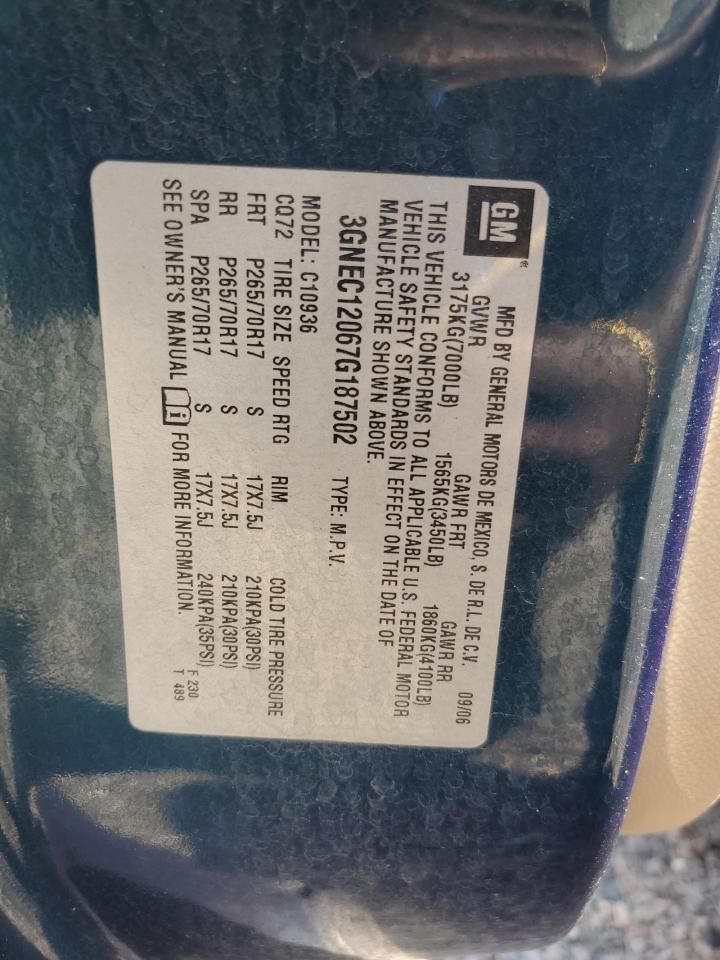 GM
MFD BY GENERAL MOTORS DE MEXICO, S. DE R.L. DE C.V. 09/06
GVWR GAWR FRT GAWR RR
3175KG(7000LB) 1565KG(3450LB) 1860KG(4100LB)
THIS VEHICLE CONFORMS TO ALL APPLICABLE U.S. FEDERAL MOTOR
VEHICLE SAFETY STANDARDS IN EFFECT ON THE DATE OF
MANUFACTURE SHOWN ABOVE.
3GNEC12067G187502 TYPE: M.P.V.
MODEL: C10936
CQ72 TIRE SIZE SPEED RTG RIM COLD TIRE PRESSURE
FRT P265/70R17 S 17X7.5J 210KPA(30PSI)
RR P265/70R17 S 17X7.5J 210KPA(30PSI)
SPA P265/70R17 S 17X7.5J 240KPA(35PSI)
SEE OWNER'S MANUAL i FOR MORE INFORMATION.
F 230
T 489